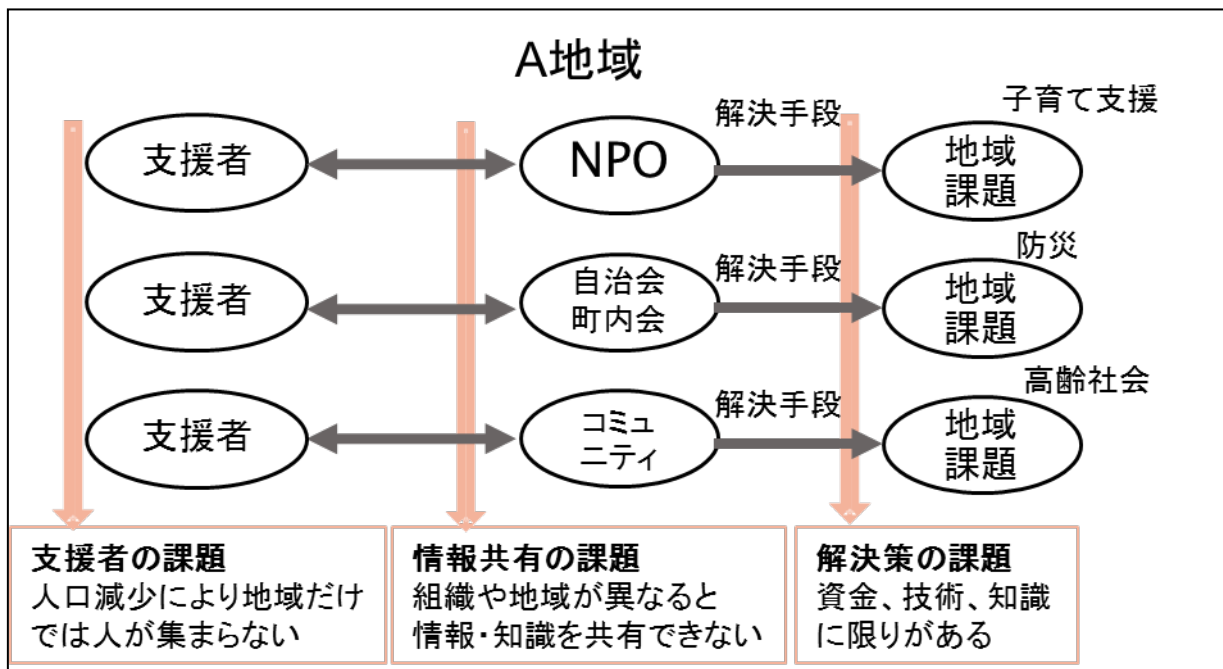 A地域
子育て支援
解決手段
支援者
NPO
地域
課題
防災
解決手段
支援者
自治会
町内会
地域
課題
高齢社会
解決手段
支援者
コミュ
ニティ
地域
課題
支援者の課題
人口減少により地域だけ
では人が集まらない
情報共有の課題
組織や地域が異なると
情報・知識を共有できない
解決策の課題
資金、技術、知識
に限りがある